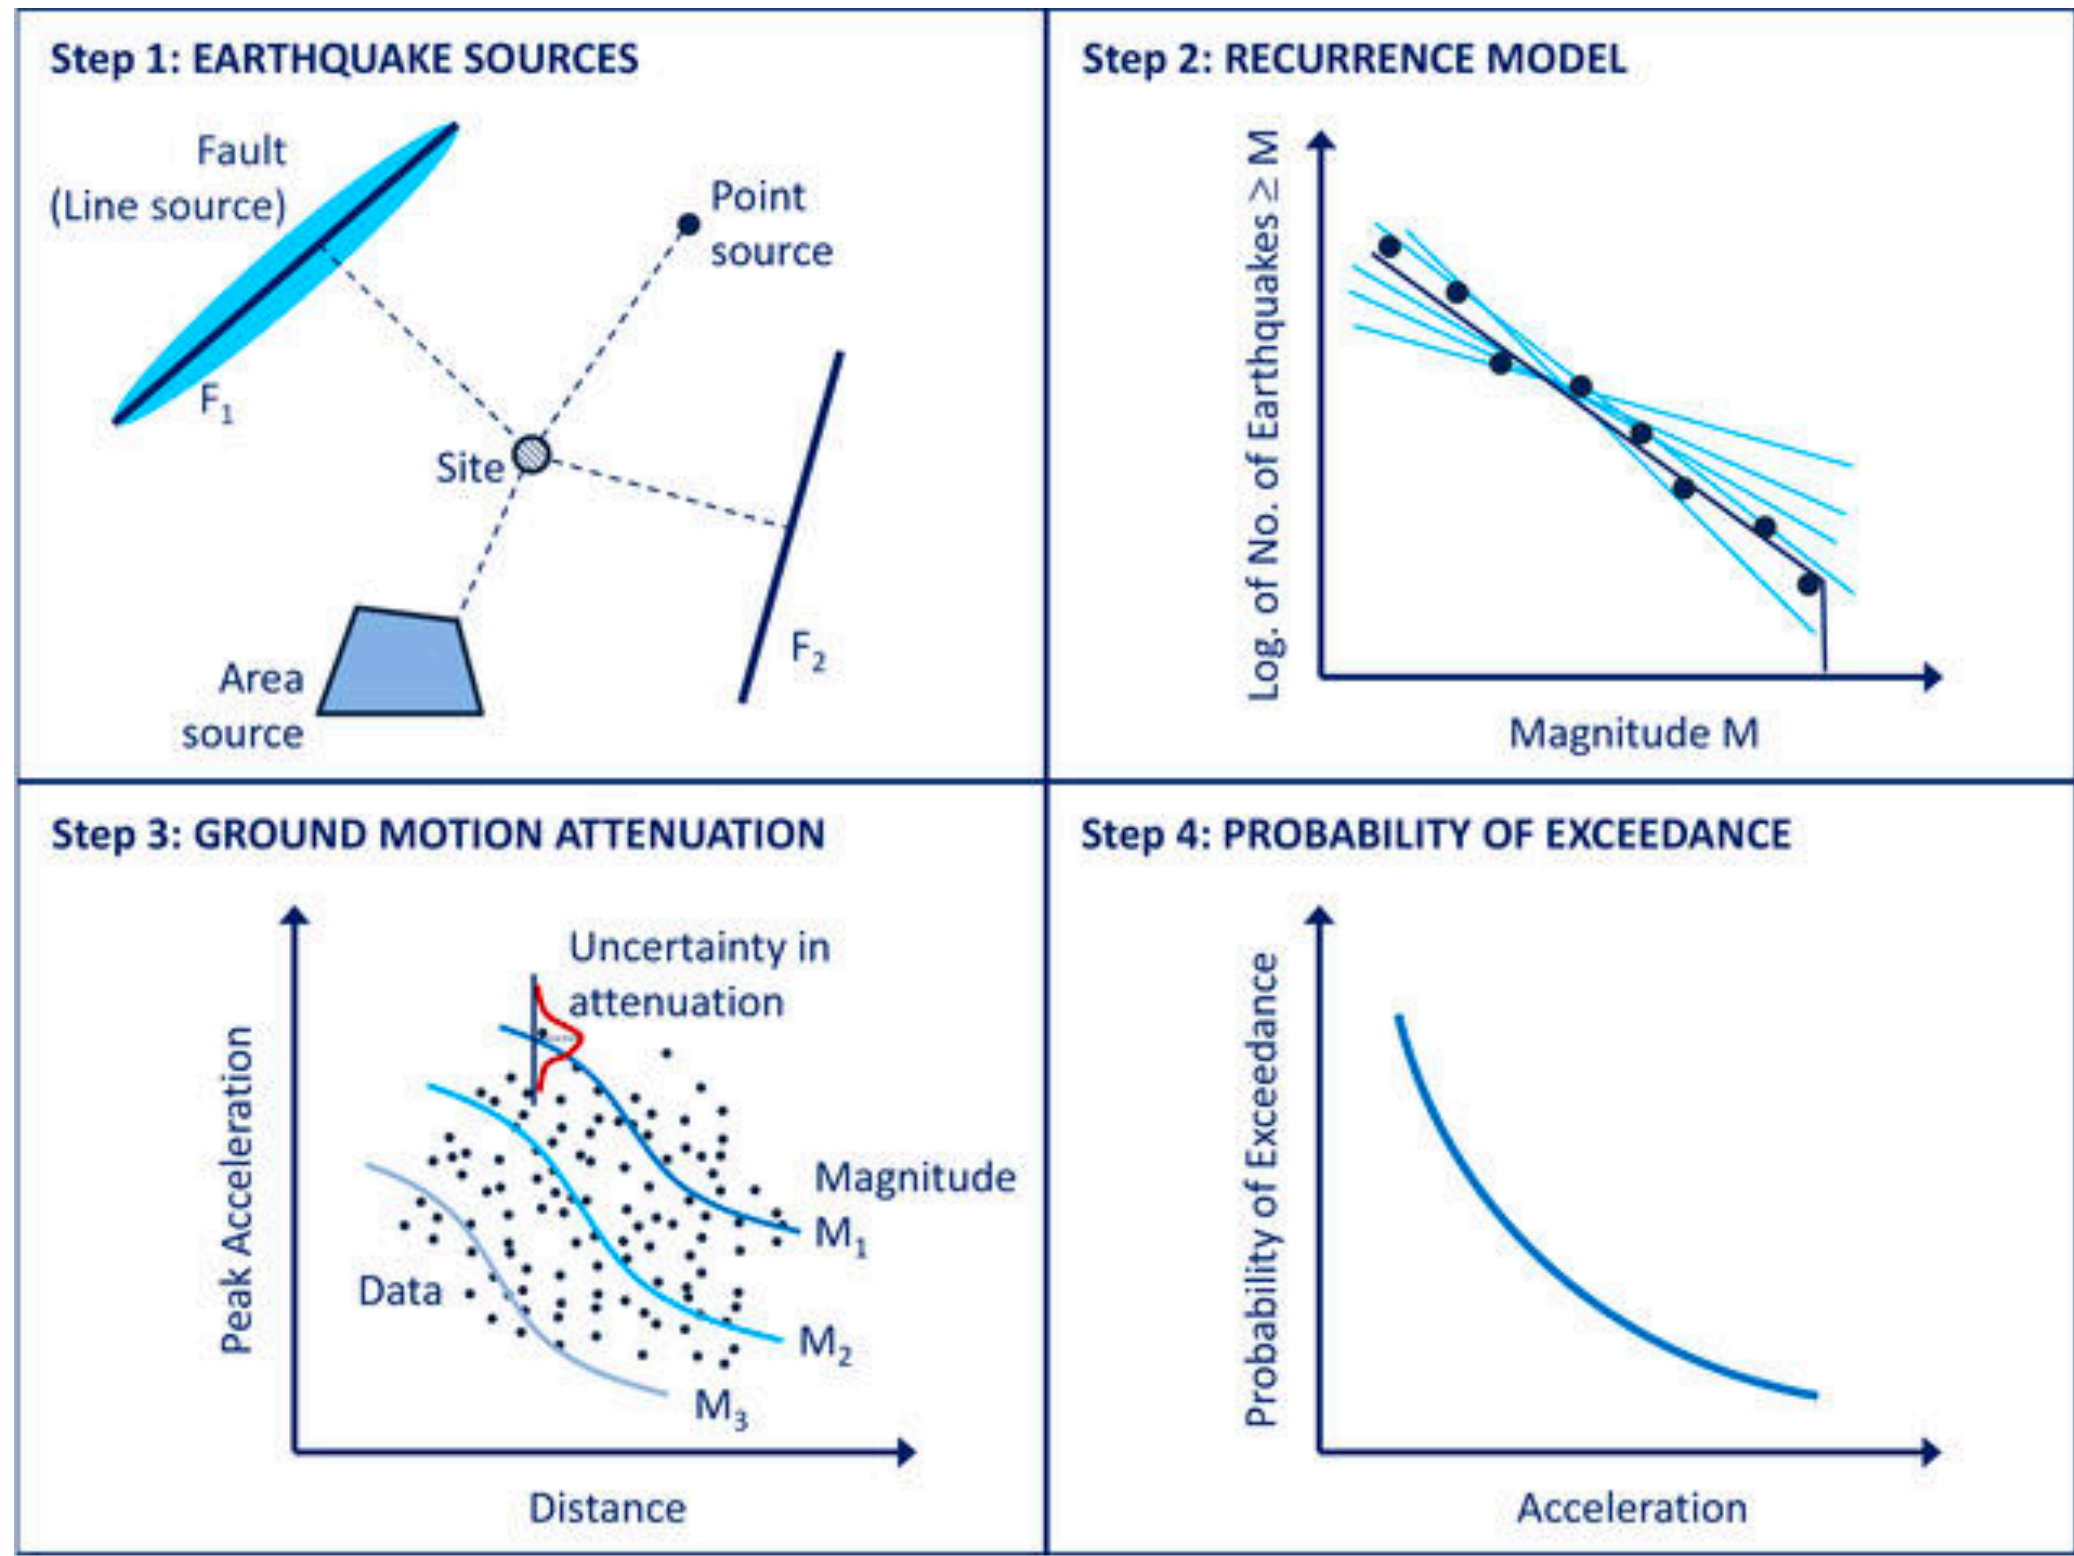 Step 1: EARTHQUAKE SOURCES
Fault
(Line source)
F₁
Point
source
Site
F₂
Area
source
Step 2: RECURRENCE MODEL
Log. of No. of Earthquakes ≥ M
Magnitude M
Step 3: GROUND MOTION ATTENUATION
Uncertainty in
attenuation
Peak Acceleration
Magnitude
M₁
Data
M₂
M₃
Distance
Step 4: PROBABILITY OF EXCEEDANCE
Probability of Exceedance
Acceleration